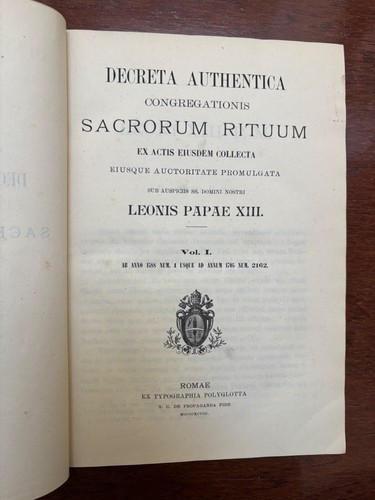 DECRETA AUTHENTICA
CONGREGATIONIS
SACRORUM RITUUM
EX ACTIS EIUSDEM COLLECTA
EIUSQUE AUCTORITATE PROMULGATA
SUB AUSPICIIS SS. DOMINI NOSTRI
LEONIS PAPAE XIII.
Vol. I.
AB ANNO 1588 NUM. 1 USQUE AD ANNUM 1705 NUM. 2162.
ROMAE
EX TYPOGRAPHIA POLYGLOTTA
S. C. DE PROPAGANDA FIDE
MDCCCXCVIII.